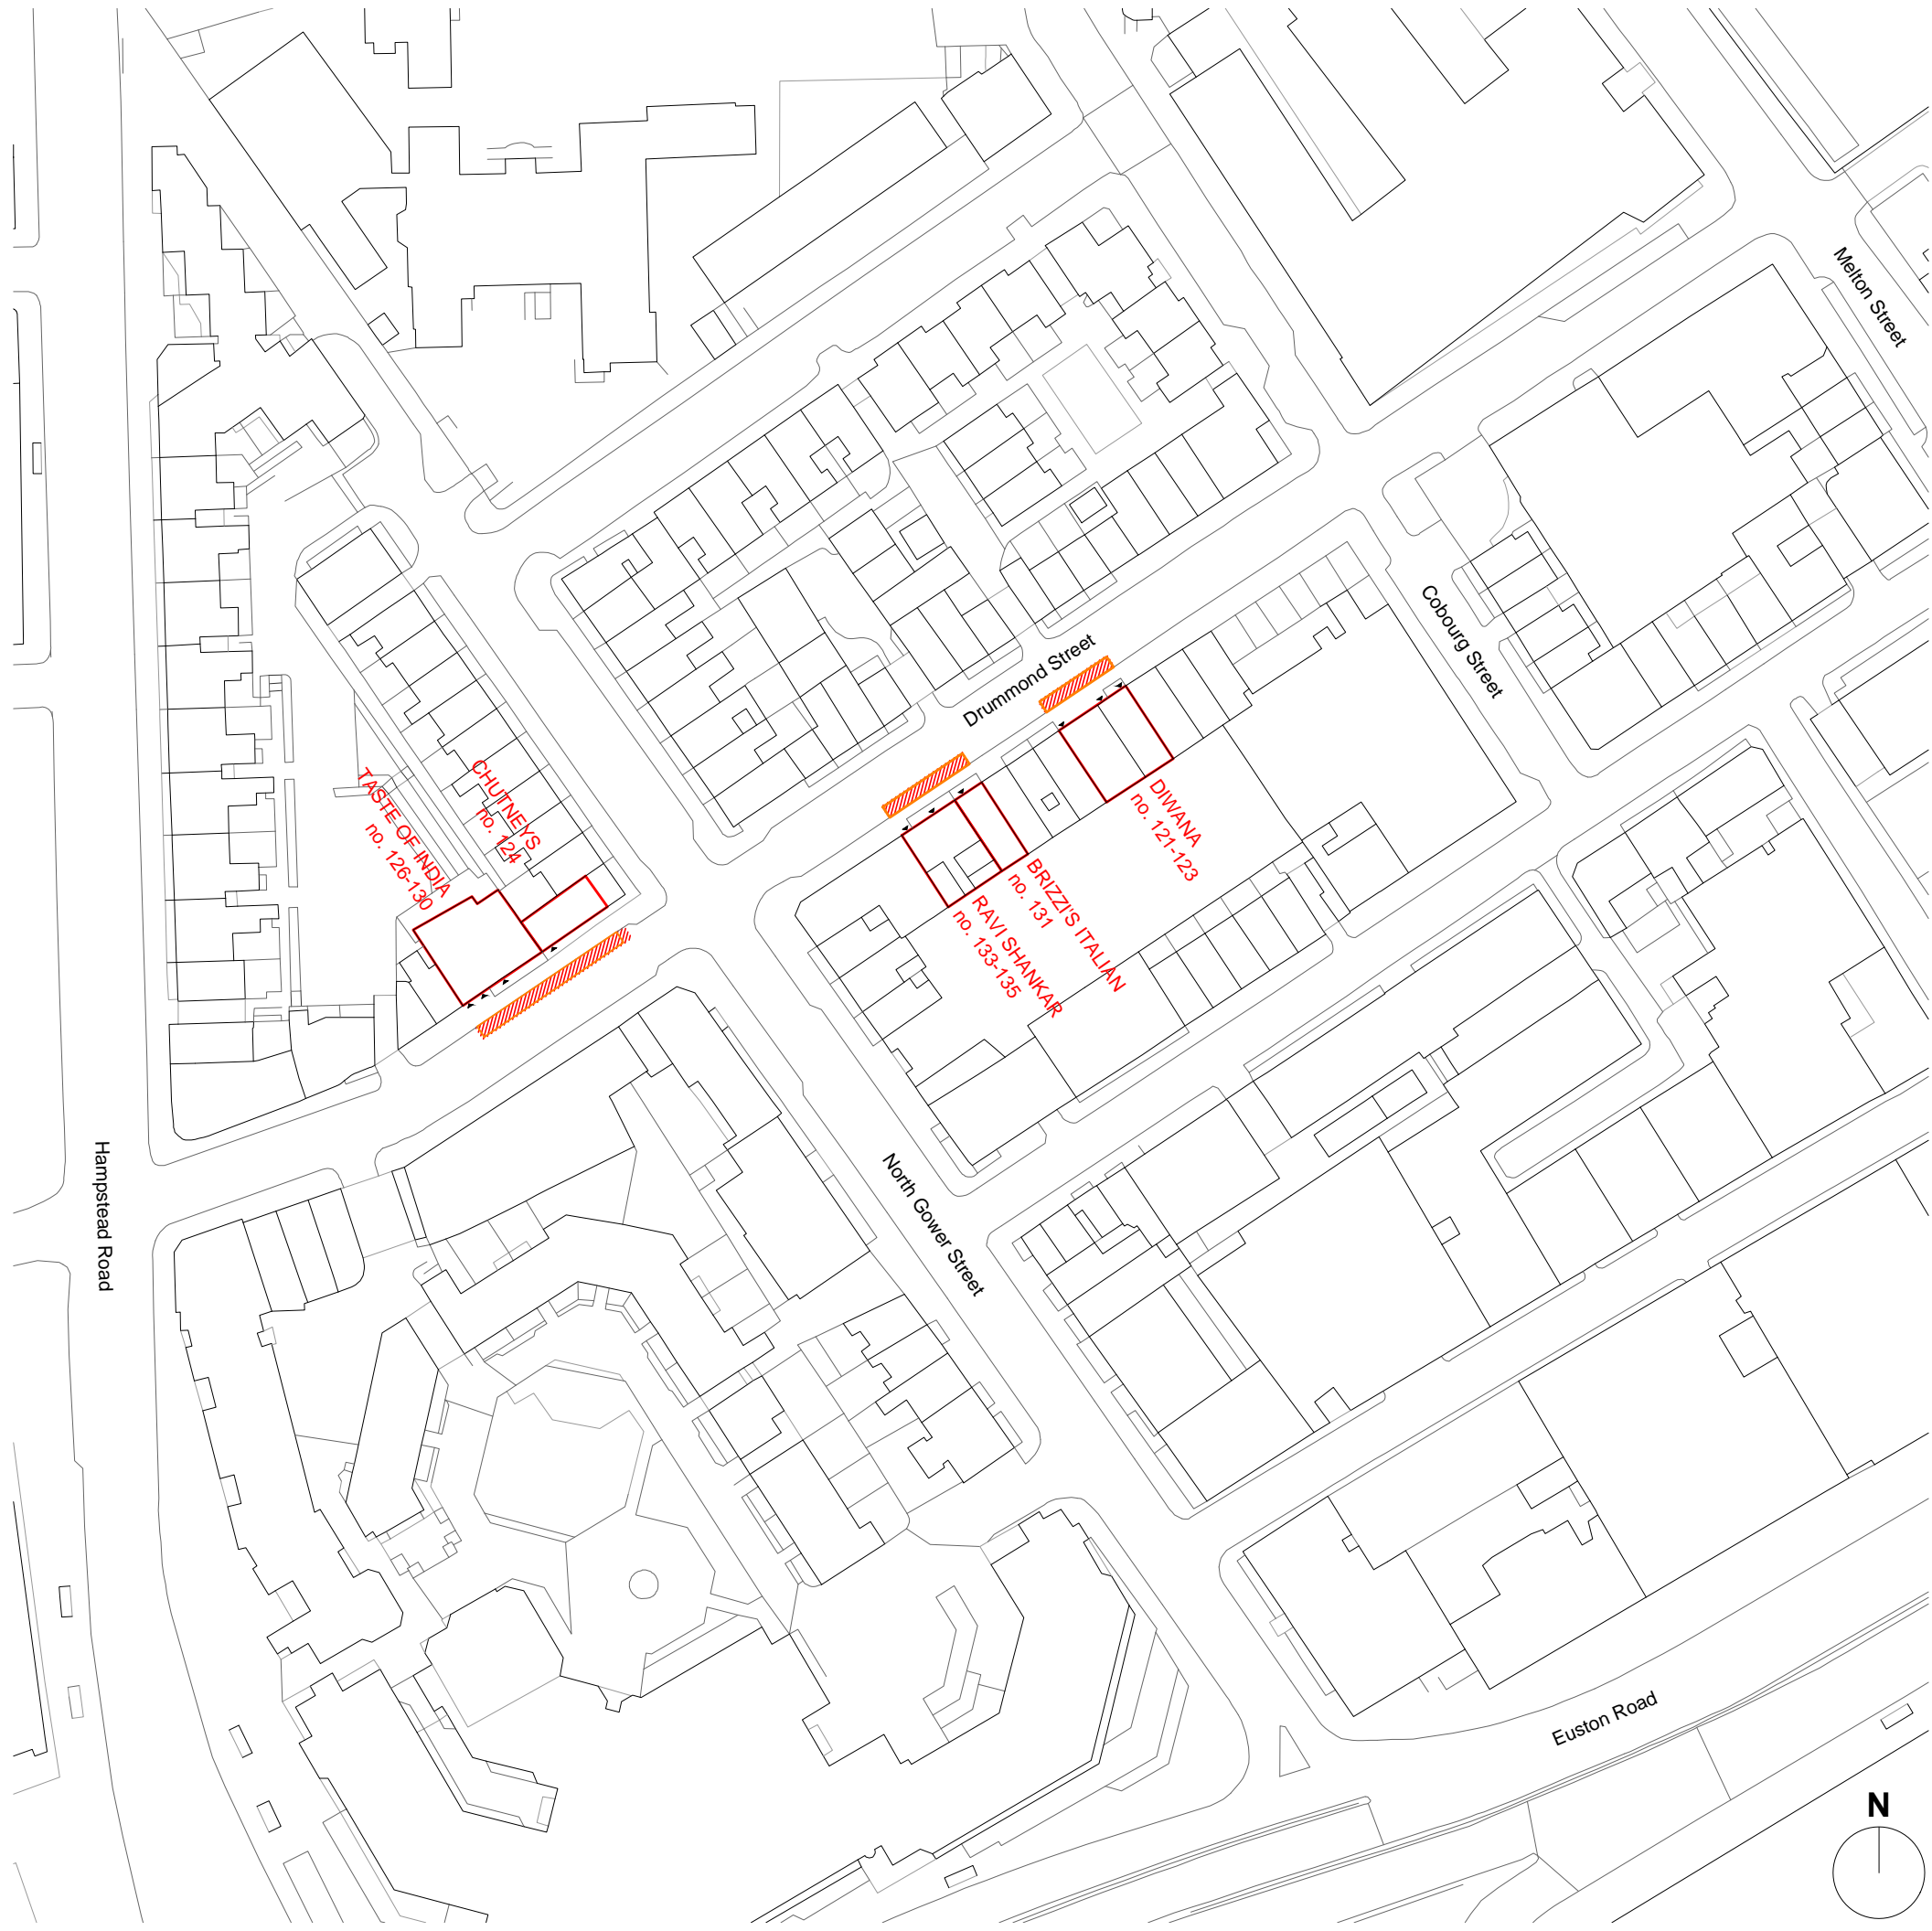 Melton Street
Cobourg Street
Drummond Street
TASTE OF INDIA
no. 126-130
CHUTNEYS
no. 124
DIWANA
no. 121-123
BRIZZI'S ITALIAN
no. 131
RAVI SHANKAR
no. 133-135
Hampstead Road
North Gower Street
Euston Road
N